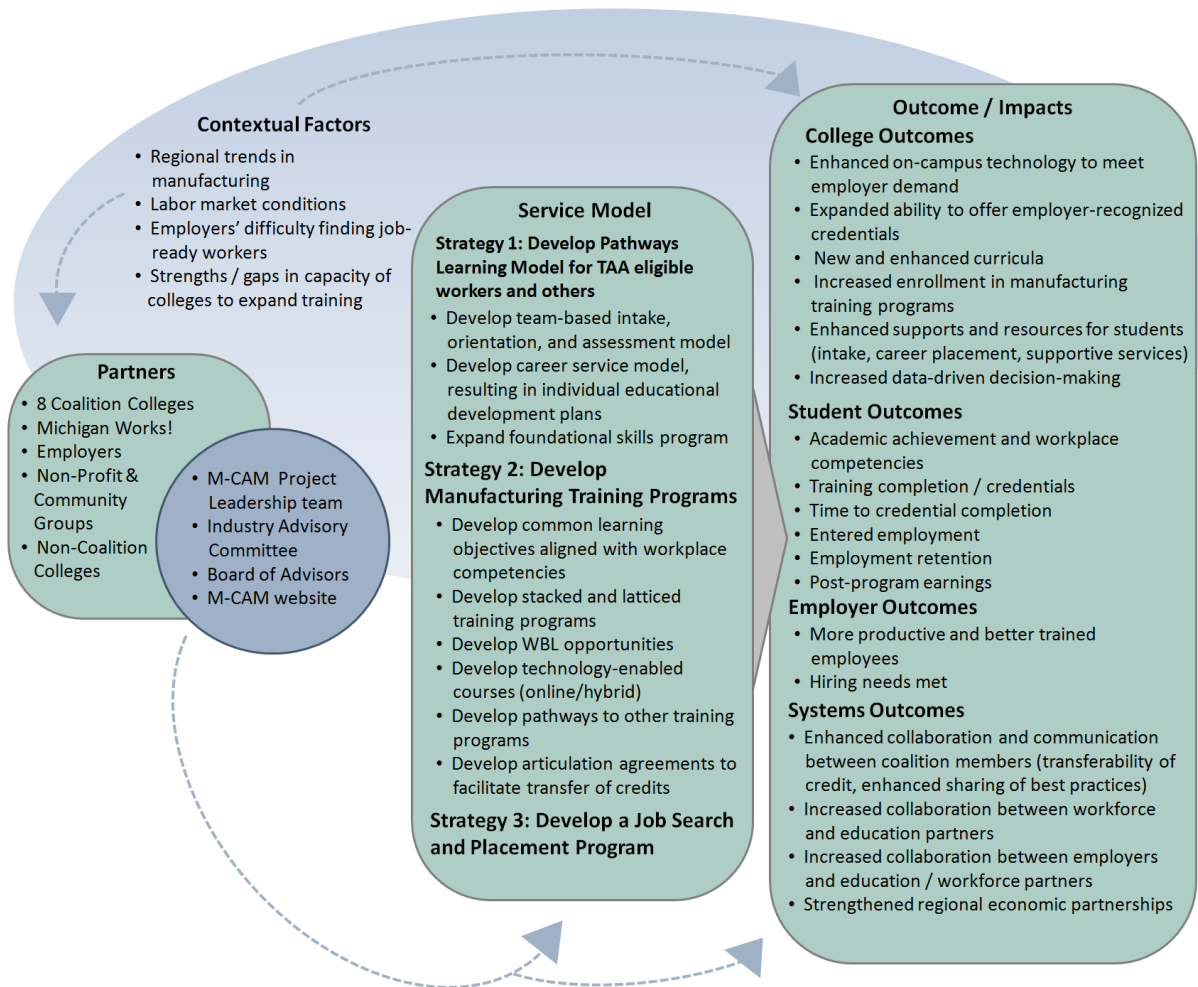 Contextual Factors
• Regional trends in
manufacturing
• Labor market conditions
• Employers’ difficulty finding job-
ready workers
• Strengths / gaps in capacity of
colleges to expand training
Partners
• 8 Coalition Colleges
• Michigan Works!
• Employers
• Non-Profit &
Community
Groups
• Non-Coalition
Colleges
• M-CAM Project
Leadership team
• Industry Advisory
Committee
• Board of Advisors
• M-CAM website
Service Model
Strategy 1: Develop Pathways
Learning Model for TAA eligible
workers and others
• Develop team-based intake,
orientation, and assessment model
• Develop career service model,
resulting in individual educational
development plans
• Expand foundational skills program
Strategy 2: Develop
Manufacturing Training Programs
• Develop common learning
objectives aligned with workplace
competencies
• Develop stacked and latticed
training programs
• Develop WBL opportunities
• Develop technology-enabled
courses (online/hybrid)
• Develop pathways to other training
programs
• Develop articulation agreements to
facilitate transfer of credits
Strategy 3: Develop a Job Search
and Placement Program
Outcome / Impacts
College Outcomes
• Enhanced on-campus technology to meet
employer demand
• Expanded ability to offer employer-recognized
credentials
• New and enhanced curricula
• Increased enrollment in manufacturing
training programs
• Enhanced supports and resources for students
(intake, career placement, supportive services)
• Increased data-driven decision-making
Student Outcomes
• Academic achievement and workplace
competencies
• Training completion / credentials
• Time to credential completion
• Entered employment
• Employment retention
• Post-program earnings
Employer Outcomes
• More productive and better trained
employees
• Hiring needs met
Systems Outcomes
• Enhanced collaboration and communication
between coalition members (transferability of
credit, enhanced sharing of best practices)
• Increased collaboration between workforce
and education partners
• Increased collaboration between employers
and education / workforce partners
• Strengthened regional economic partnerships